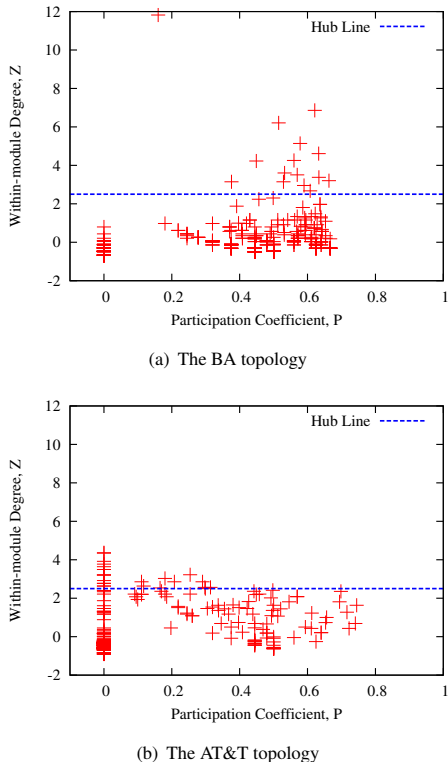 12
10
8
6
4
2
0
-2
Within-module Degree, Z
Hub Line
0 0.2 0.4 0.6 0.8 1
Participation Coefficient, P
(a) The BA topology
12
10
8
6
4
2
0
-2
Within-module Degree, Z
Hub Line
0 0.2 0.4 0.6 0.8 1
Participation Coefficient, P
(b) The AT&T topology